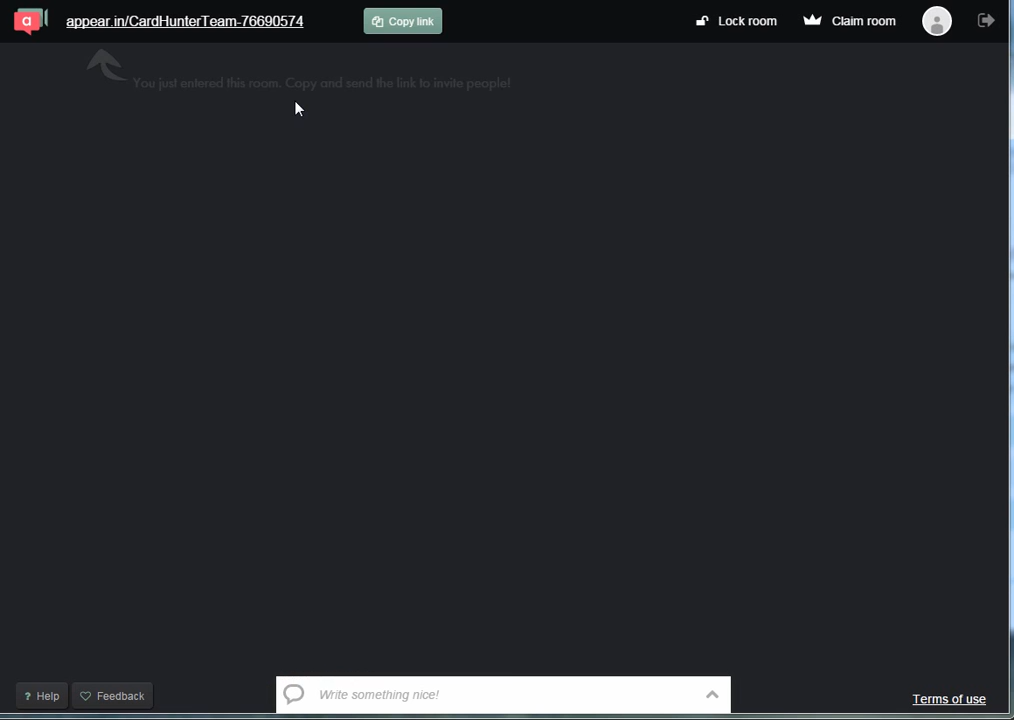 appear.in/CardHunterTeam-76690574
Copy link
Lock room
Claim room
You just entered this room. Copy and send the link to invite people!
? Help
Feedback
Write something nice!
Terms of use